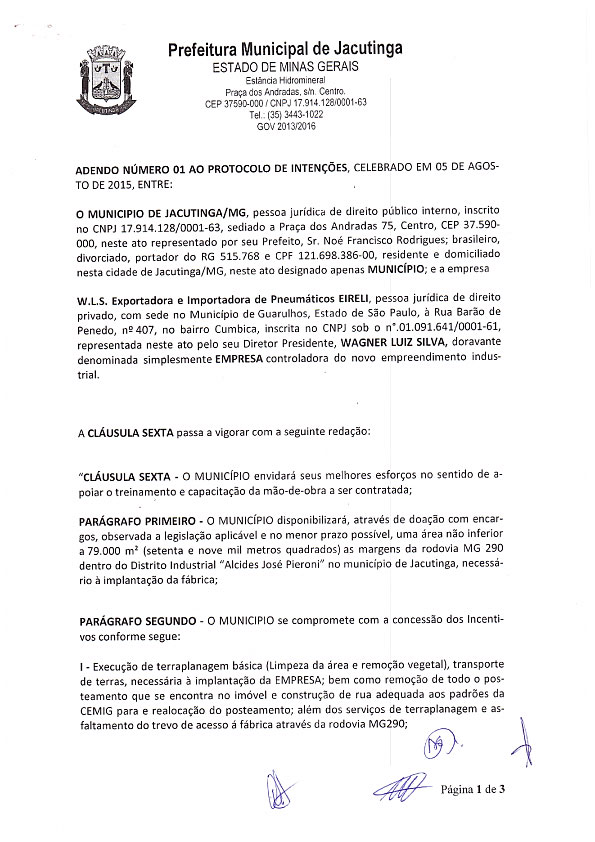 Prefeitura Municipal de Jacutinga
ESTADO DE MINAS GERAIS
Estância Hidromineral
Praça dos Andradas, s/n. Centro.
CEP 37590-000 / CNPJ 17.914.128/0001-63
Tel.: (35) 3443-1022
GOV 2013/2016
ADENDO NÚMERO 01 AO PROTOCOLO DE INTENÇÕES, CELEBRADO EM 05 DE AGOS-
TO DE 2015, ENTRE:
O MUNICIPIO DE JACUTINGA/MG, pessoa jurídica de direito público interno, inscrito
no CNPJ 17.914.128/0001-63, sediado a Praça dos Andradas 75, Centro, CEP 37.590-
000, neste ato representado por seu Prefeito, Sr. Noé Francisco Rodrigues; brasileiro,
divorciado, portador do RG 515.768 e CPF 121.698.386-00, residente e domiciliado
nesta cidade de Jacutinga/MG, neste ato designado apenas MUNICÍPIO; e a empresa
W.L.S. Exportadora e Importadora de Pneumáticos EIRELI, pessoa jurídica de direito
privado, com sede no Município de Guarulhos, Estado de São Paulo, à Rua Barão de
Penedo, nº 407, no bairro Cumbica, inscrita no CNPJ sob o n°.01.091.641/0001-61,
representada neste ato pelo seu Diretor Presidente, WAGNER LUIZ SILVA, doravante
denominada simplesmente EMPRESA controladora do novo empreendimento indus-
trial.
A CLÁUSULA SEXTA passa a vigorar com a seguinte redação:
“CLÁUSULA SEXTA - O MUNICÍPIO envidará seus melhores esforços no sentido de a-
poiar o treinamento e capacitação da mão-de-obra a ser contratada;
PARÁGRAFO PRIMEIRO - O MUNICÍPIO disponibilizará, através de doação com encar-
gos, observada a legislação aplicável e no menor prazo possível, uma área não inferior
a 79.000 m² (setenta e nove mil metros quadrados) as margens da rodovia MG 290
dentro do Distrito Industrial “Alcides José Pieroni” no município de Jacutinga, necessá-
rio à implantação da fábrica;
PARÁGRAFO SEGUNDO - O MUNICIPIO se compromete com a concessão dos Incenti-
vos conforme segue:
I - Execução de terraplanagem básica (Limpeza da área e remoção vegetal), transporte
de terras, necessária à implantação da EMPRESA; bem como remoção de todo o pos-
teamento que se encontra no imóvel e construção de rua adequada aos padrões da
CEMIG para e realocação do posteamento; além dos serviços de terraplanagem e as-
faltamento do trevo de acesso á fábrica através da rodovia MG290;
Página 1 de 3